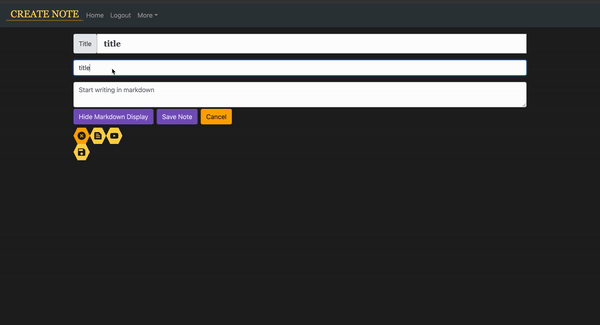 CREATE NOTE Home Logout More
Title title
title
Start writing in markdown
Hide Markdown Display Save Note Cancel